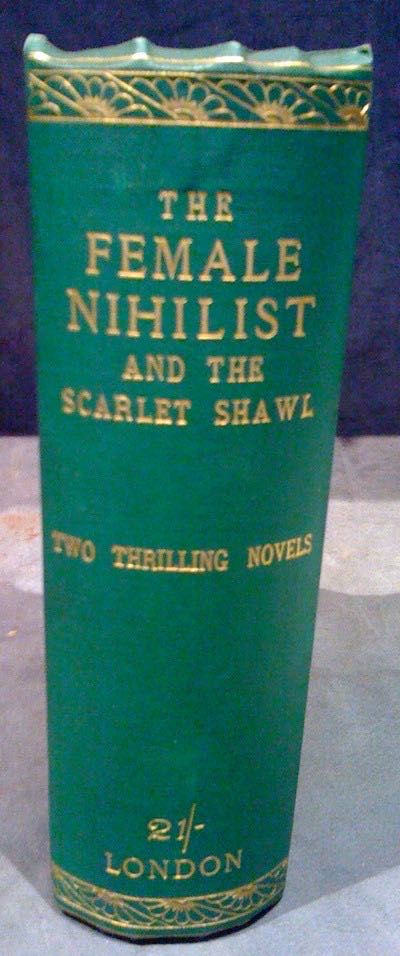 THE
FEMALE
NIHILIST
AND THE
SCARLET SHAWL
TWO THRILLING NOVELS
21/-
LONDON